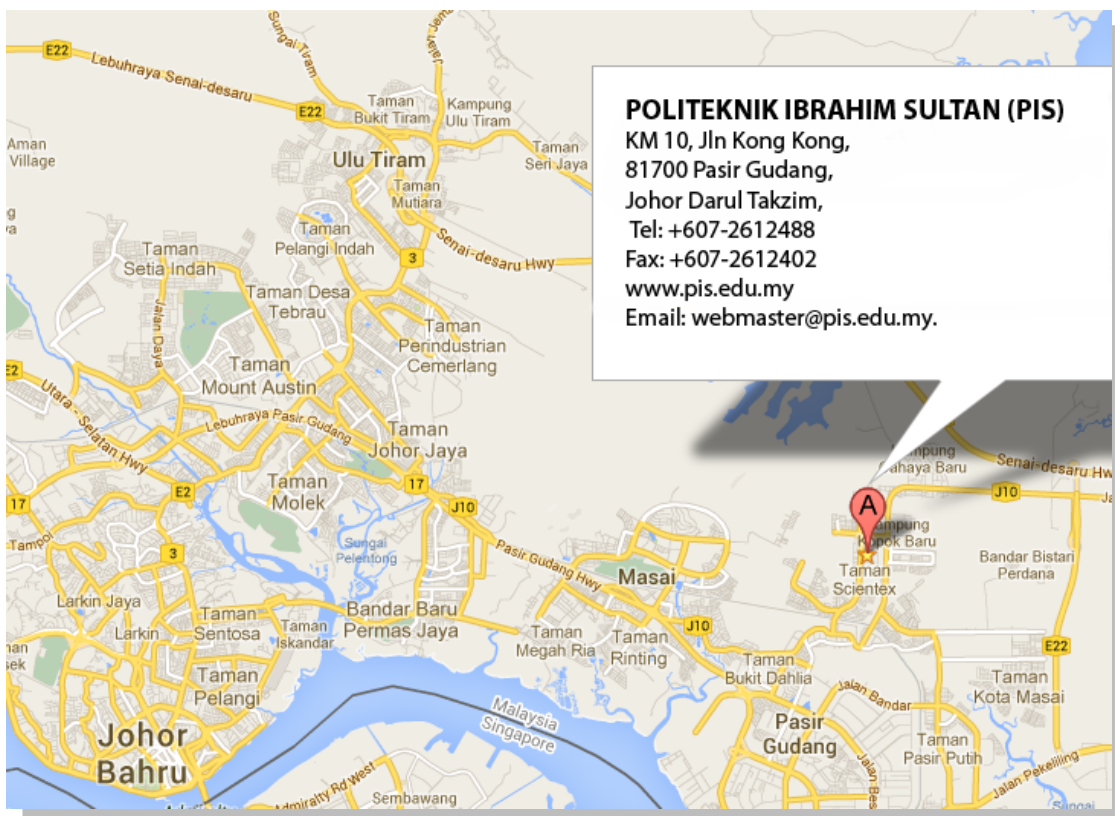 E22
Lebuhraya Senai-desaru
Sungai Tiram
E22
Taman
Bukit Tiram
Kampung
Ulu Tiram
Aman
Village
Ulu Tiram
Taman
Seri Jaya
Taman
Mutiara
POLITEKNIK IBRAHIM SULTAN (PIS)
KM 10, Jln Kong Kong,
81700 Pasir Gudang,
Johor Darul Takzim,
Tel: +607-2612488
Fax: +607-2612402
www.pis.edu.my
Email: webmaster@pis.edu.my.
Taman
Pelangi Indah
Senai-desaru Hwy
3
Taman
Setia Indah
Jalan Daya
Taman Desa
Tebrau
Taman
Perindustrian
Cemerlang
E2
Taman
Mount Austin
Utara - Selatan Hwy
Lebuhraya Pasir Gudang
Taman
Johor Jaya
17
E2
Taman
Molek
17
J10
Senai-desaru Hw
J10
A
Kopok Baru
Tampoi
3
Sungai
Pelentong
Pasir Gudang Hwy
Masai
Taman
Scientex
Bandar Bistari
Perdana
Larkin Jaya
Larkin
Taman
Sentosa
Taman
Iskandar
Bandar Baru
Permas Jaya
Taman
Megah Ria
Taman
Rinting
J10
E22
Taman
Pelangi
Taman
Bukit Dahlia
Jalan Bandar
Taman
Kota Masai
Malaysia
Singapore
Johor
Bahru
Pasir
Gudang
Taman
Pasir Putih
Jalan Pekeliling
Admiralty Rd West
Sembawang
Sungai